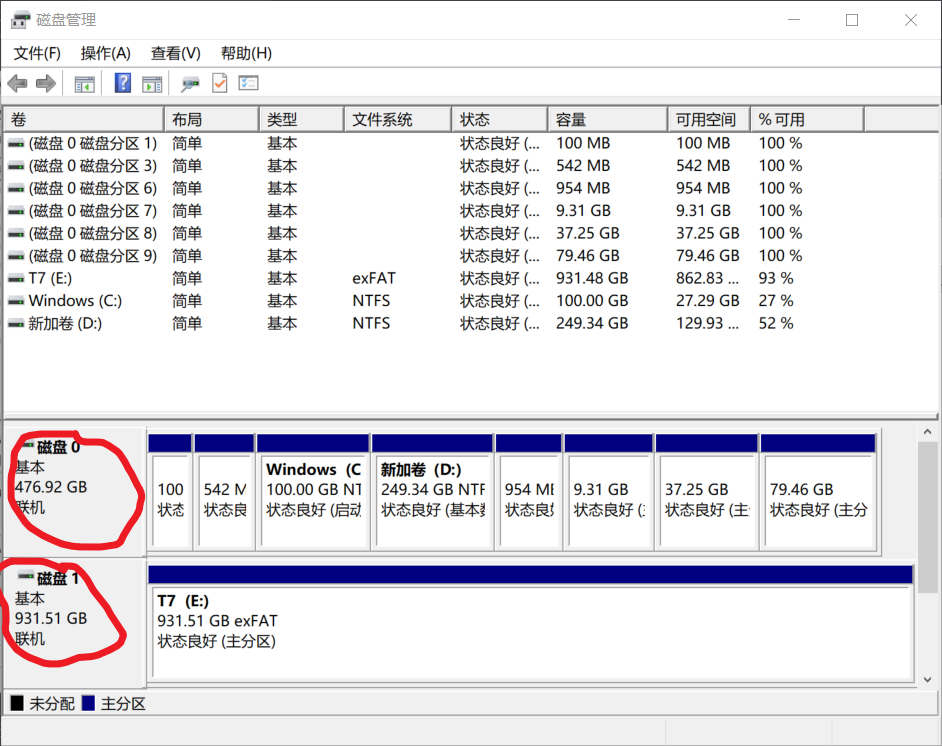 磁盘管理
文件(F) 操作(A) 查看(V) 帮助(H)
卷 布局 类型 文件系统 状态 容量 可用空间 % 可用
(磁盘 0 磁盘分区 1) 简单 基本 状态良好 (... 100 MB 100 MB 100 %
(磁盘 0 磁盘分区 3) 简单 基本 状态良好 (... 542 MB 542 MB 100 %
(磁盘 0 磁盘分区 6) 简单 基本 状态良好 (... 954 MB 954 MB 100 %
(磁盘 0 磁盘分区 7) 简单 基本 状态良好 (... 9.31 GB 9.31 GB 100 %
(磁盘 0 磁盘分区 8) 简单 基本 状态良好 (... 37.25 GB 37.25 GB 100 %
(磁盘 0 磁盘分区 9) 简单 基本 状态良好 (... 79.46 GB 79.46 GB 100 %
T7 (E:) 简单 基本 exFAT 状态良好 (... 931.48 GB 862.83 ... 93 %
Windows (C:) 简单 基本 NTFS 状态良好 (... 100.00 GB 27.29 GB 27 %
新加卷 (D:) 简单 基本 NTFS 状态良好 (... 249.34 GB 129.93 ... 52 %
磁盘 0
基本
476.92 GB
联机
100
状态
542 M
状态良
Windows (C
100.00 GB NT
状态良好 (启动
新加卷 (D:)
249.34 GB NTF
状态良好 (基本数
954 MB
状态良好
9.31 GB
状态良好 (主
37.25 GB
状态良好 (主
79.46 GB
状态良好 (主分
磁盘 1
基本
931.51 GB
联机
T7 (E:)
931.51 GB exFAT
状态良好 (主分区)
未分配 主分区